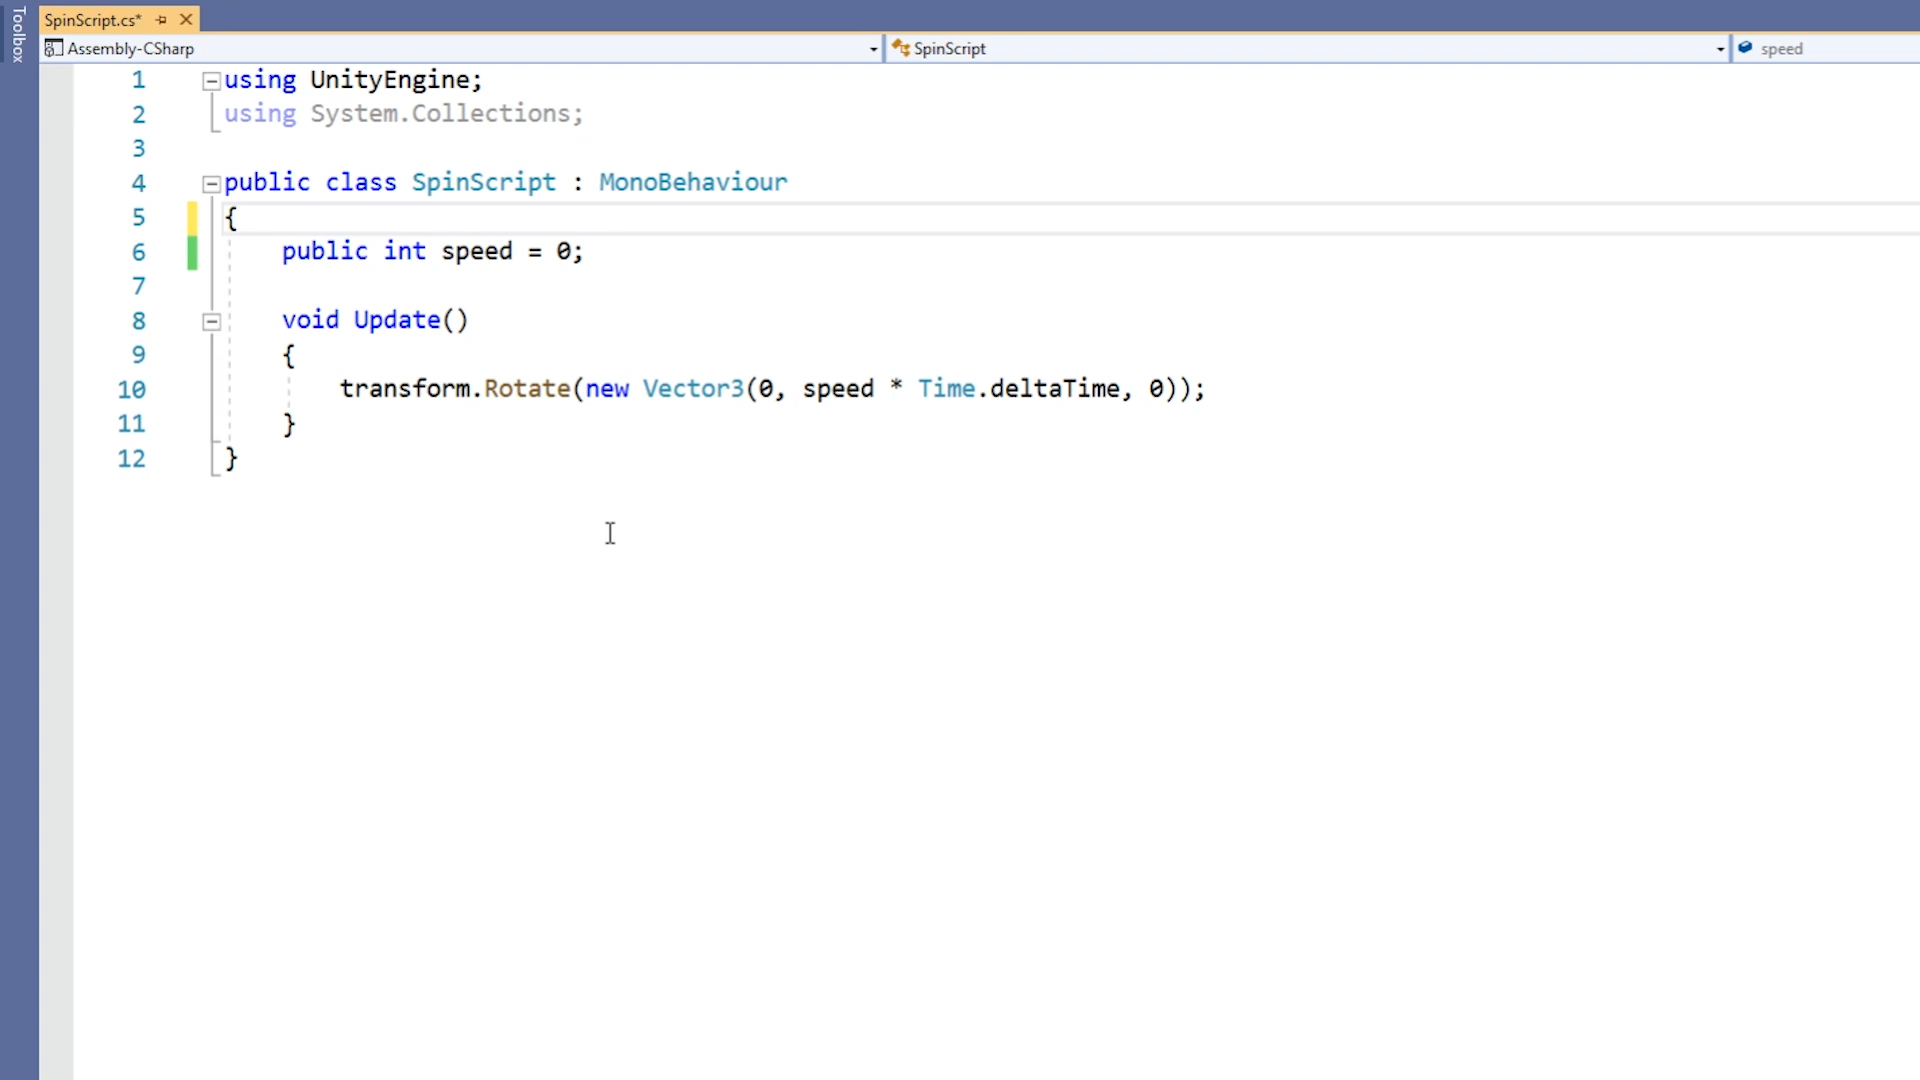 Toolbox
SpinScript.cs*
Assembly-CSharp SpinScript speed
1 using UnityEngine;
2 using System.Collections;
3
4 public class SpinScript : MonoBehaviour
5 {
6 public int speed = 0;
7
8 void Update()
9 {
10 transform.Rotate(new Vector3(0, speed * Time.deltaTime, 0));
11 }
12 }